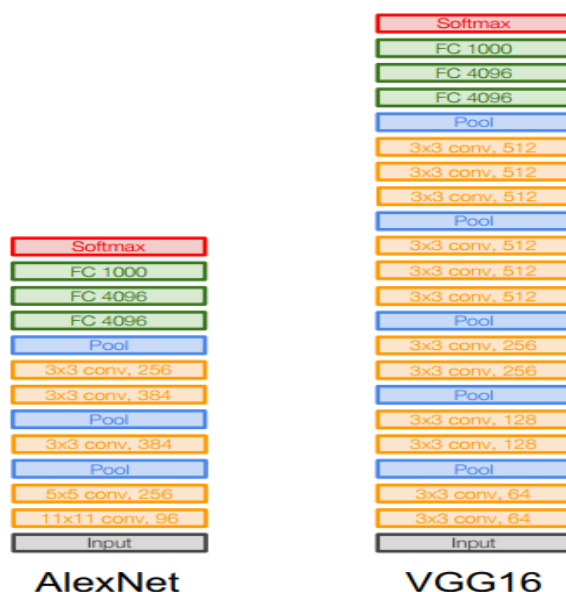 Softmax
FC 1000
FC 4096
FC 4096
Pool
3x3 conv, 256
3x3 conv, 384
Pool
3x3 conv, 384
Pool
5x5 conv, 256
11x11 conv, 96
Input
AlexNet
Softmax
FC 1000
FC 4096
FC 4096
Pool
3x3 conv, 512
3x3 conv, 512
3x3 conv, 512
Pool
3x3 conv, 512
3x3 conv, 512
3x3 conv, 512
Pool
3x3 conv, 256
3x3 conv, 256
Pool
3x3 conv, 128
3x3 conv, 128
Pool
3x3 conv, 64
3x3 conv, 64
Input
VGG16